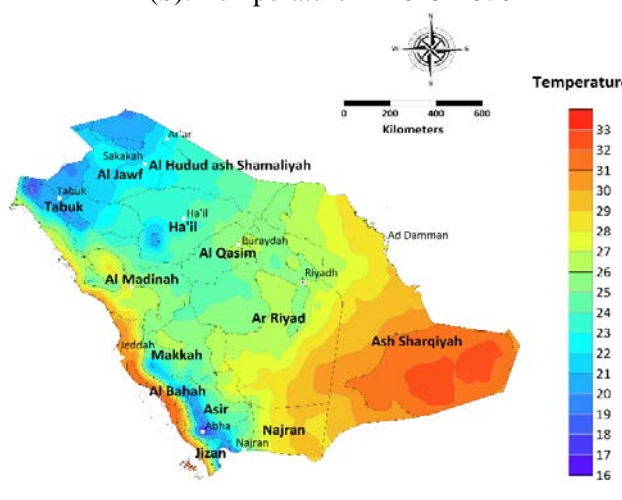 N
W
E
S
0
200
400
600
Kilometers
Temperature
33
32
31
30
29
28
27
26
25
24
23
22
21
20
19
18
17
16
Ar'ar
Sakakah
Al Hudud ash Shamaliyah
Al Jawf
Tabuk
Tabuk
Ha'il
Ha'il
Buraydah
Al Qasim
Ad Damman
Al Madinah
Riyadh
Ar Riyad
Ash Sharqiyah
Jeddah
Makkah
Al Bahah
Asir
Abha
Najran
Najran
Jizan